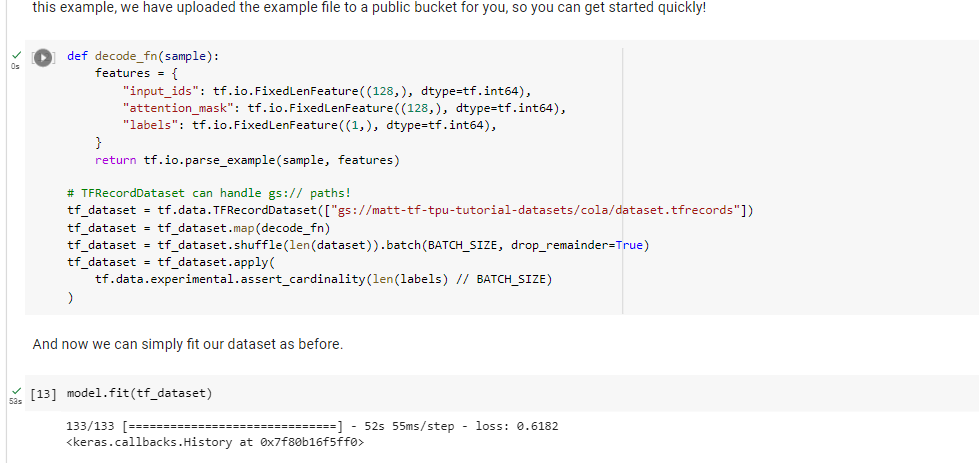 this example, we have uploaded the example file to a public bucket for you, so you can get started quickly!
0s
def decode_fn(sample):
    features = {
        "input_ids": tf.io.FixedLenFeature((128,), dtype=tf.int64),
        "attention_mask": tf.io.FixedLenFeature((128,), dtype=tf.int64),
        "labels": tf.io.FixedLenFeature((1,), dtype=tf.int64),
    }
    return tf.io.parse_example(sample, features)
# TFRecordDataset can handle gs:// paths!
tf_dataset = tf.data.TFRecordDataset(["gs://matt-tf-tpu-tutorial-datasets/cola/dataset.tfrecords"])
tf_dataset = tf_dataset.map(decode_fn)
tf_dataset = tf_dataset.shuffle(len(dataset)).batch(BATCH_SIZE, drop_remainder=True)
tf_dataset = tf_dataset.apply(
    tf.data.experimental.assert_cardinality(len(labels) // BATCH_SIZE)
)
And now we can simply fit our dataset as before.
53s
[13] model.fit(tf_dataset)
133/133 [==============================] - 52s 55ms/step - loss: 0.6182
<keras.callbacks.History at 0x7f80b16f5ff0>